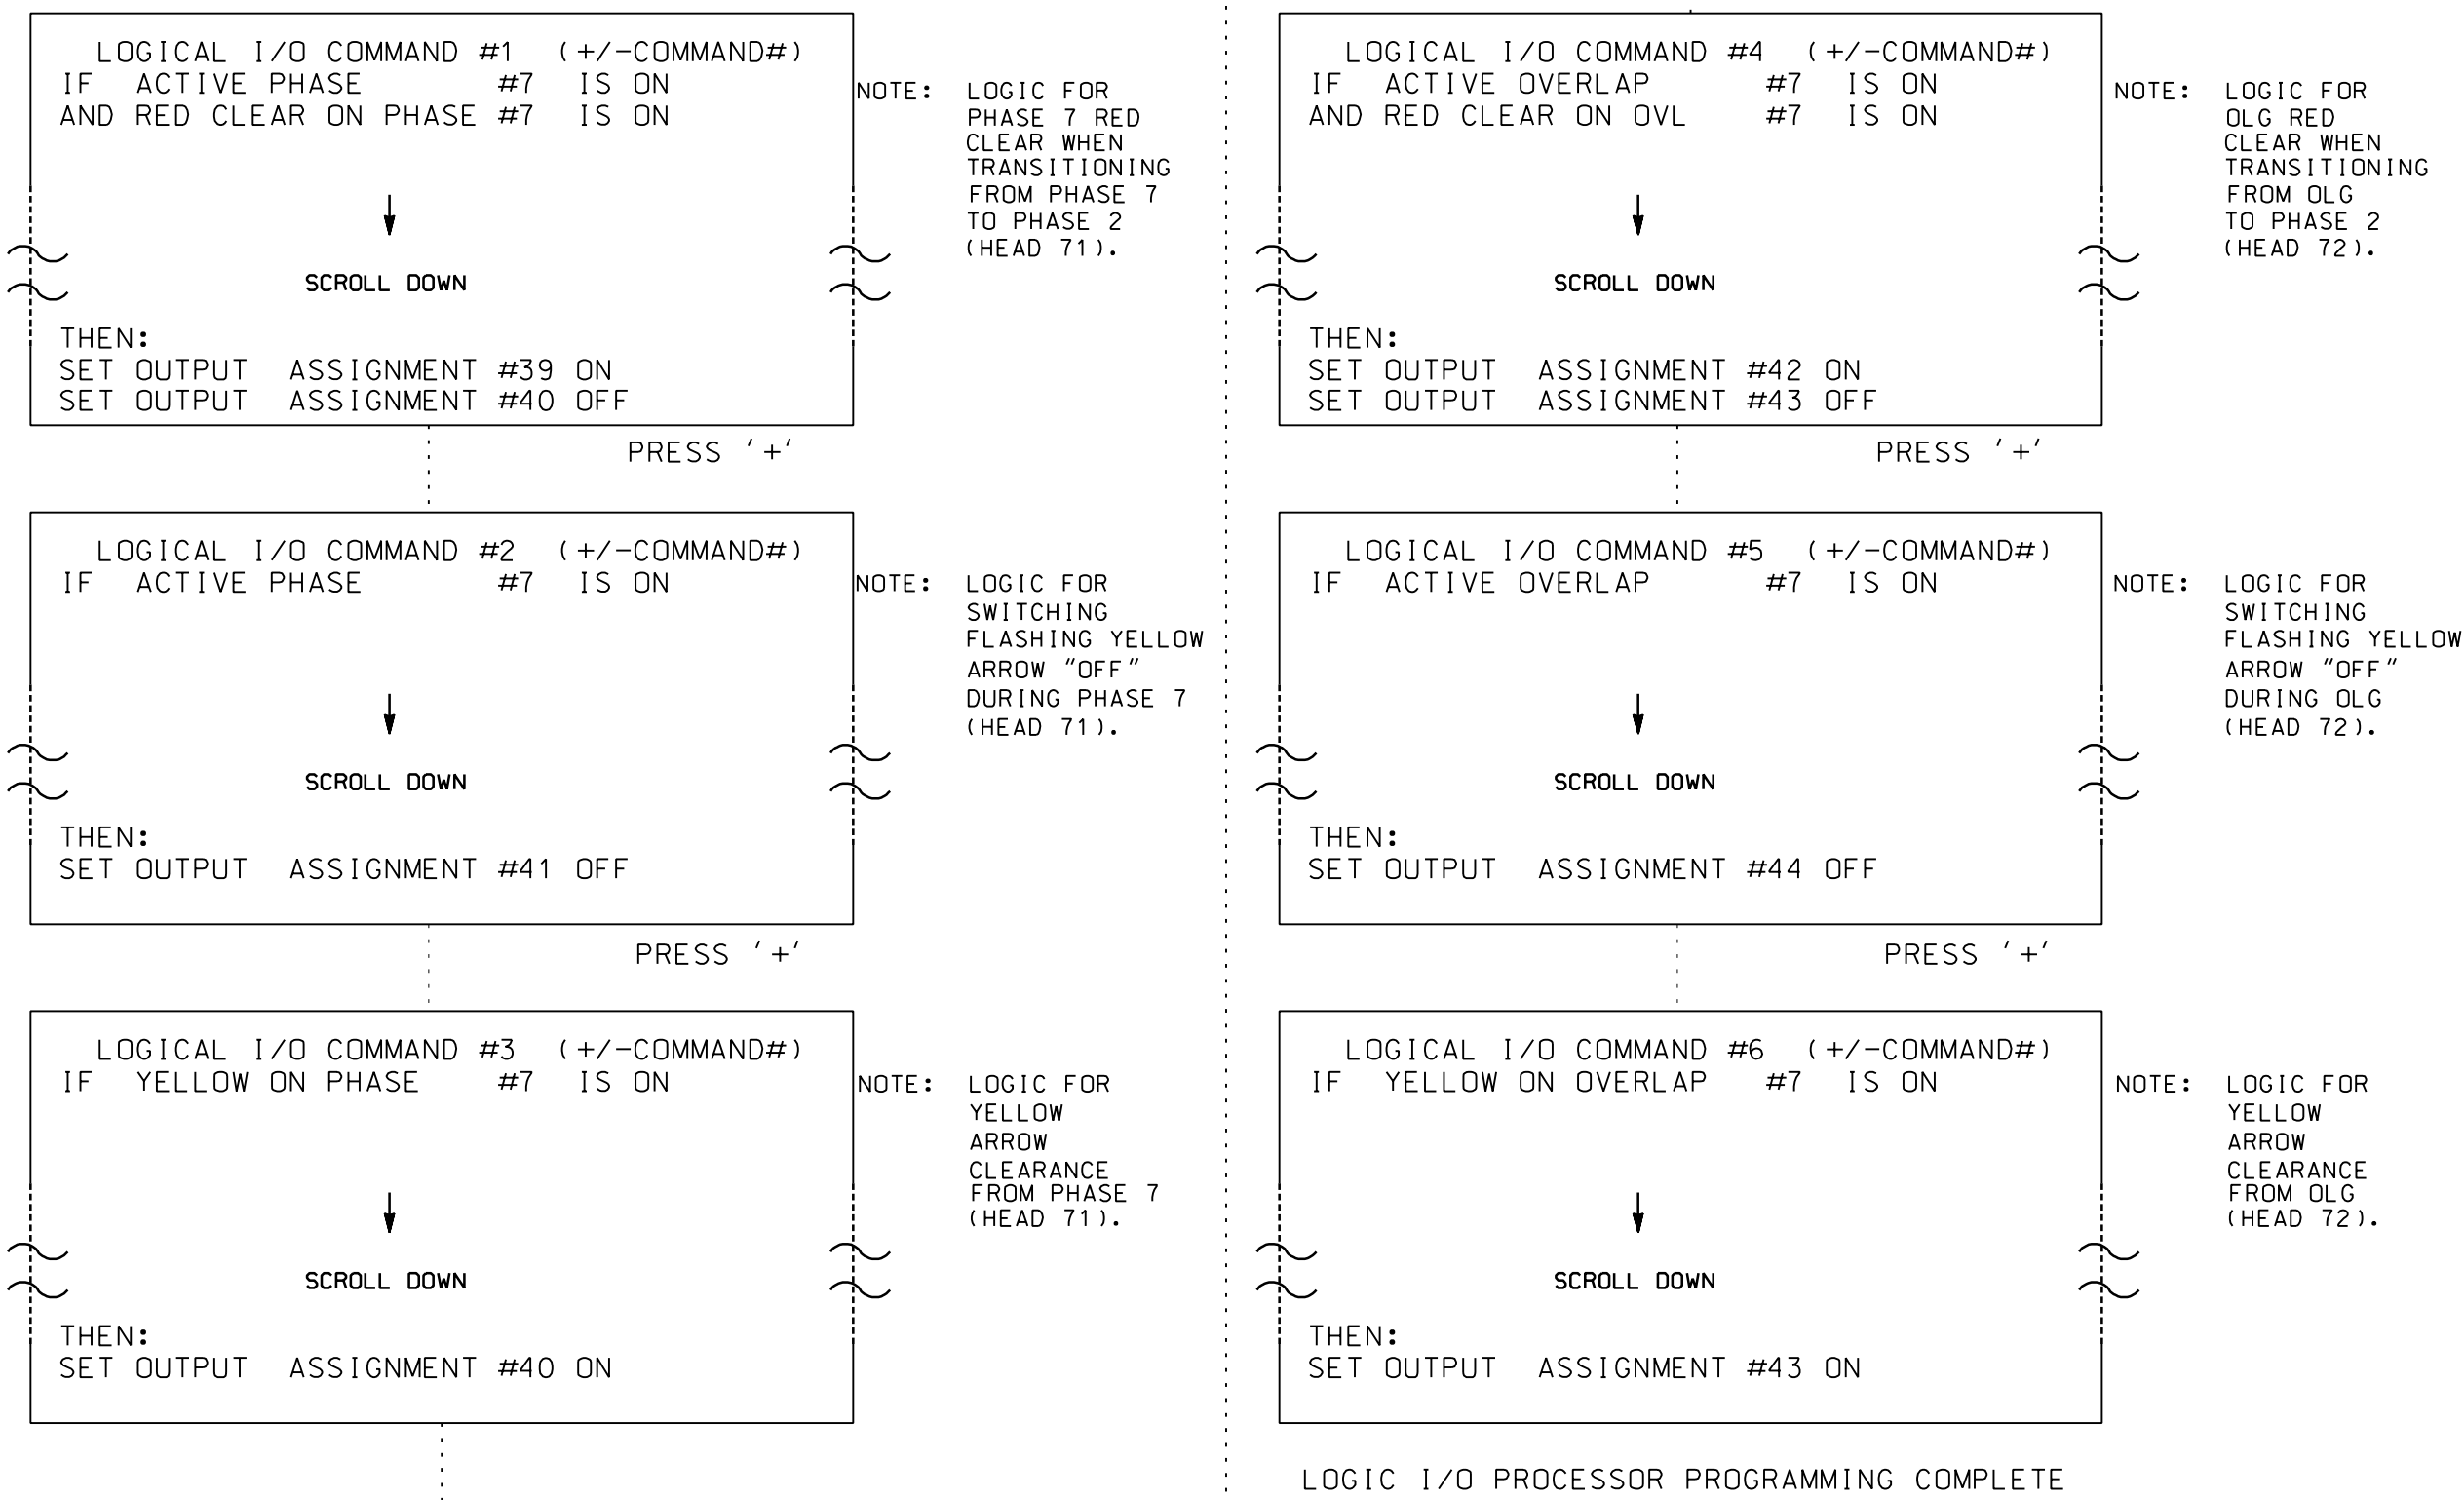 LOGICAL I/O COMMAND #1 (+/-COMMAND#)
IF ACTIVE PHASE #7 IS ON
AND RED CLEAR ON PHASE #7 IS ON
SCROLL DOWN
THEN:
SET OUTPUT ASSIGNMENT #39 ON
SET OUTPUT ASSIGNMENT #40 OFF
NOTE: LOGIC FOR
PHASE 7 RED
CLEAR WHEN
TRANSITIONING
FROM PHASE 7
TO PHASE 2
(HEAD 71).
PRESS '+'
LOGICAL I/O COMMAND #2 (+/-COMMAND#)
IF ACTIVE PHASE #7 IS ON
SCROLL DOWN
THEN:
SET OUTPUT ASSIGNMENT #41 OFF
NOTE: LOGIC FOR
SWITCHING
FLASHING YELLOW
ARROW "OFF"
DURING PHASE 7
(HEAD 71).
PRESS '+'
LOGICAL I/O COMMAND #3 (+/-COMMAND#)
IF YELLOW ON PHASE #7 IS ON
SCROLL DOWN
THEN:
SET OUTPUT ASSIGNMENT #40 ON
NOTE: LOGIC FOR
YELLOW
ARROW
CLEARANCE
FROM PHASE 7
(HEAD 71).
LOGICAL I/O COMMAND #4 (+/-COMMAND#)
IF ACTIVE OVERLAP #7 IS ON
AND RED CLEAR ON OVL #7 IS ON
SCROLL DOWN
THEN:
SET OUTPUT ASSIGNMENT #42 ON
SET OUTPUT ASSIGNMENT #43 OFF
NOTE: LOGIC FOR
OLG RED
CLEAR WHEN
TRANSITIONING
FROM OLG
TO PHASE 2
(HEAD 72).
PRESS '+'
LOGICAL I/O COMMAND #5 (+/-COMMAND#)
IF ACTIVE OVERLAP #7 IS ON
SCROLL DOWN
THEN:
SET OUTPUT ASSIGNMENT #44 OFF
NOTE: LOGIC FOR
SWITCHING
FLASHING YELLOW
ARROW "OFF"
DURING OLG
(HEAD 72).
PRESS '+'
LOGICAL I/O COMMAND #6 (+/-COMMAND#)
IF YELLOW ON OVERLAP #7 IS ON
SCROLL DOWN
THEN:
SET OUTPUT ASSIGNMENT #43 ON
NOTE: LOGIC FOR
YELLOW
ARROW
CLEARANCE
FROM OLG
(HEAD 72).
LOGIC I/O PROCESSOR PROGRAMMING COMPLETE